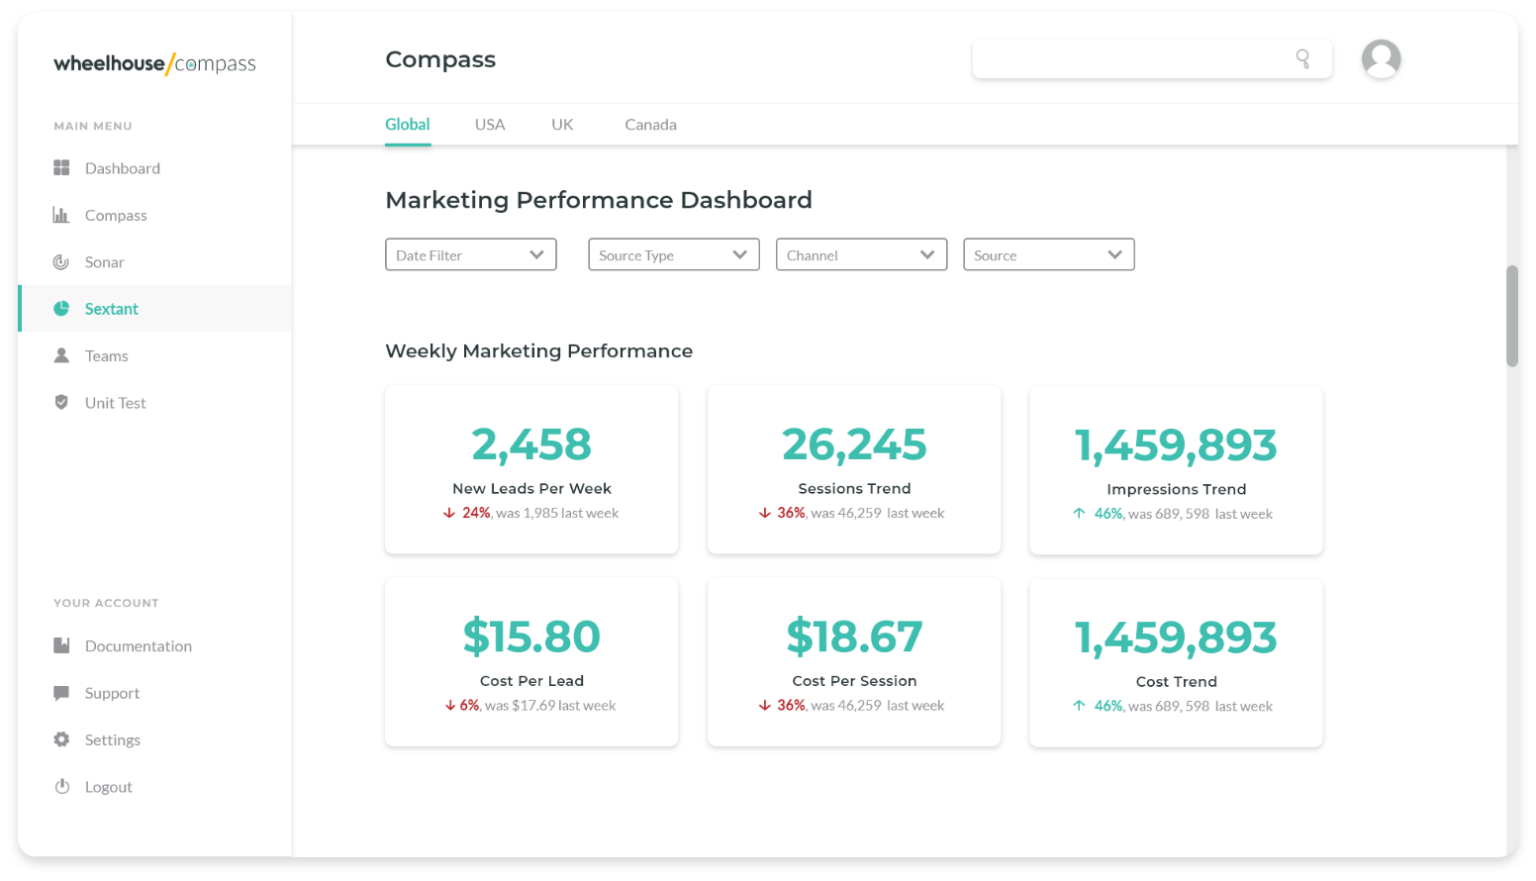 wheelhouse/compass
MAIN MENU
Dashboard
Compass
Sonar
Sextant
Teams
Unit Test
YOUR ACCOUNT
Documentation
Support
Settings
Logout
Compass
Global USA UK Canada
Marketing Performance Dashboard
Date Filter Source Type Channel Source
Weekly Marketing Performance
2,458
New Leads Per Week
↓ 24%, was 1,985 last week
26,245
Sessions Trend
↓ 36%, was 46,259 last week
1,459,893
Impressions Trend
↑ 46%, was 689, 598 last week
$15.80
Cost Per Lead
↓ 6%, was $17.69 last week
$18.67
Cost Per Session
↓ 36%, was 46,259 last week
1,459,893
Cost Trend
↑ 46%, was 689, 598 last week